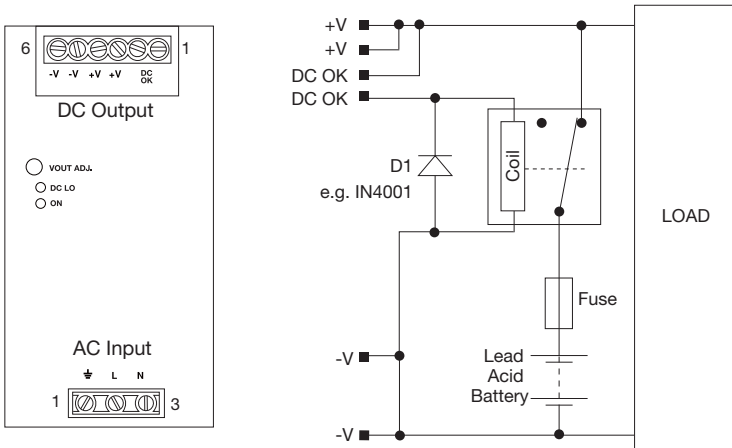 6 1
-V -V +V +V DC OK
DC Output
VOUT ADJ.
DC LO
ON
AC Input
L N
1 3
+V
+V
DC OK
DC OK
D1
e.g. IN4001
Coil
LOAD
Fuse
-V
Lead
Acid
Battery
-V